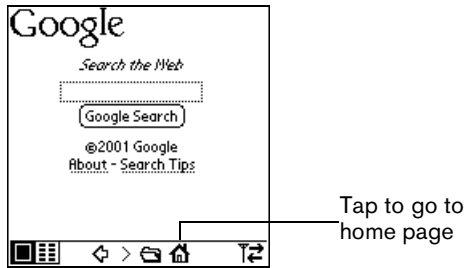 Google
Search the Web
Google Search
©2001 Google
About - Search Tips
Tap to go to
home page